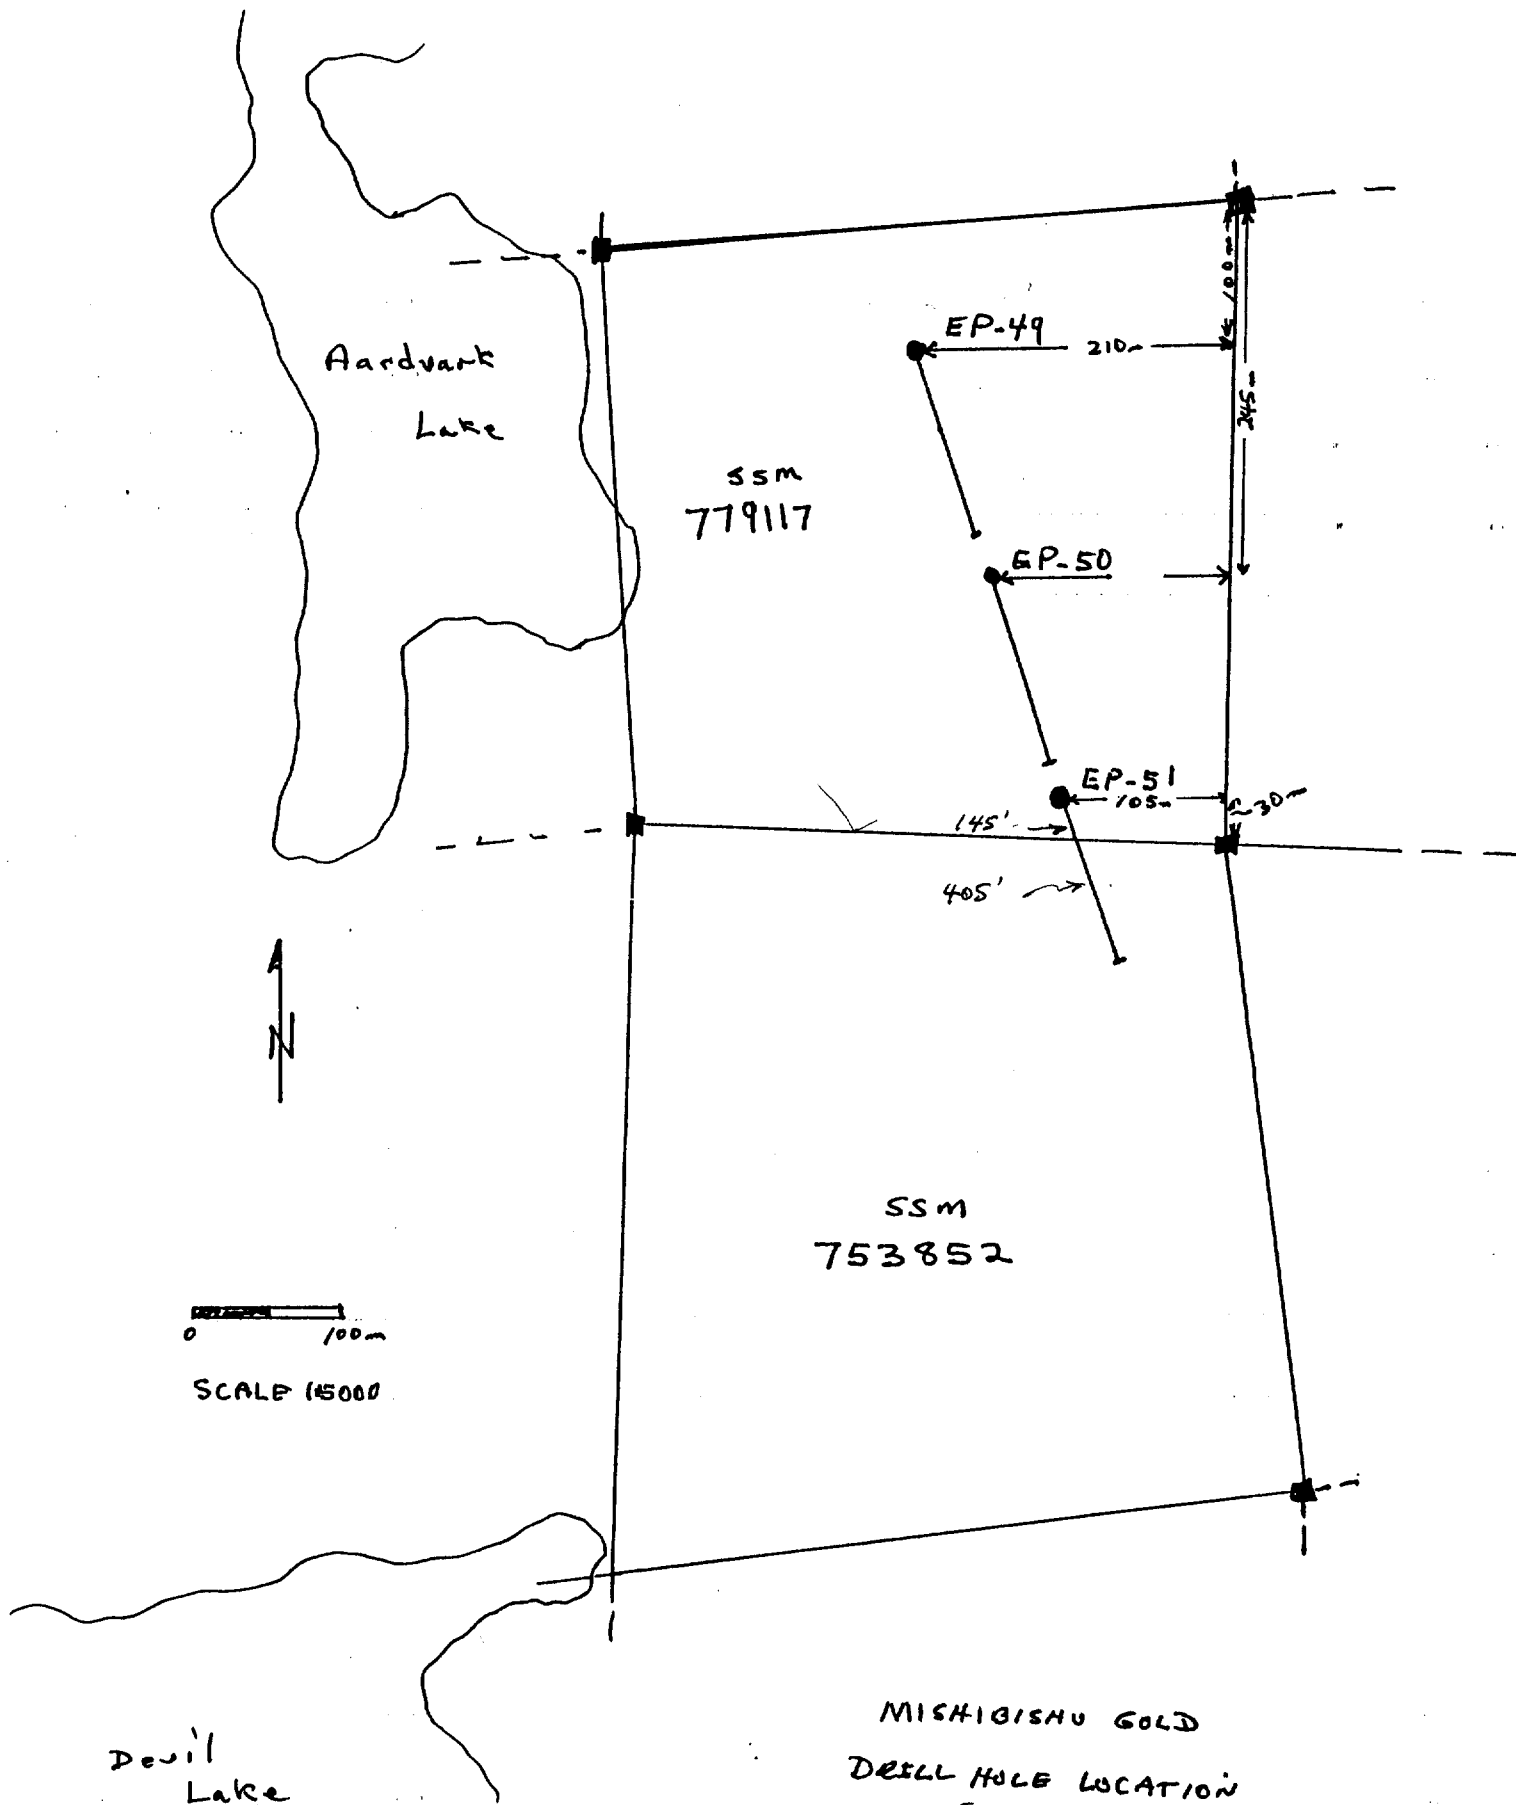 Aardvark
Lake
100m
EP-49
210m
245m
SSM
779117
EP-50
EP-51
105m
~30m
145'
405'
N
SSM
753852
0 100m
SCALE 1:5000
MISHIBISHU GOLD
DRILL HOLE LOCATION
Devil
Lake